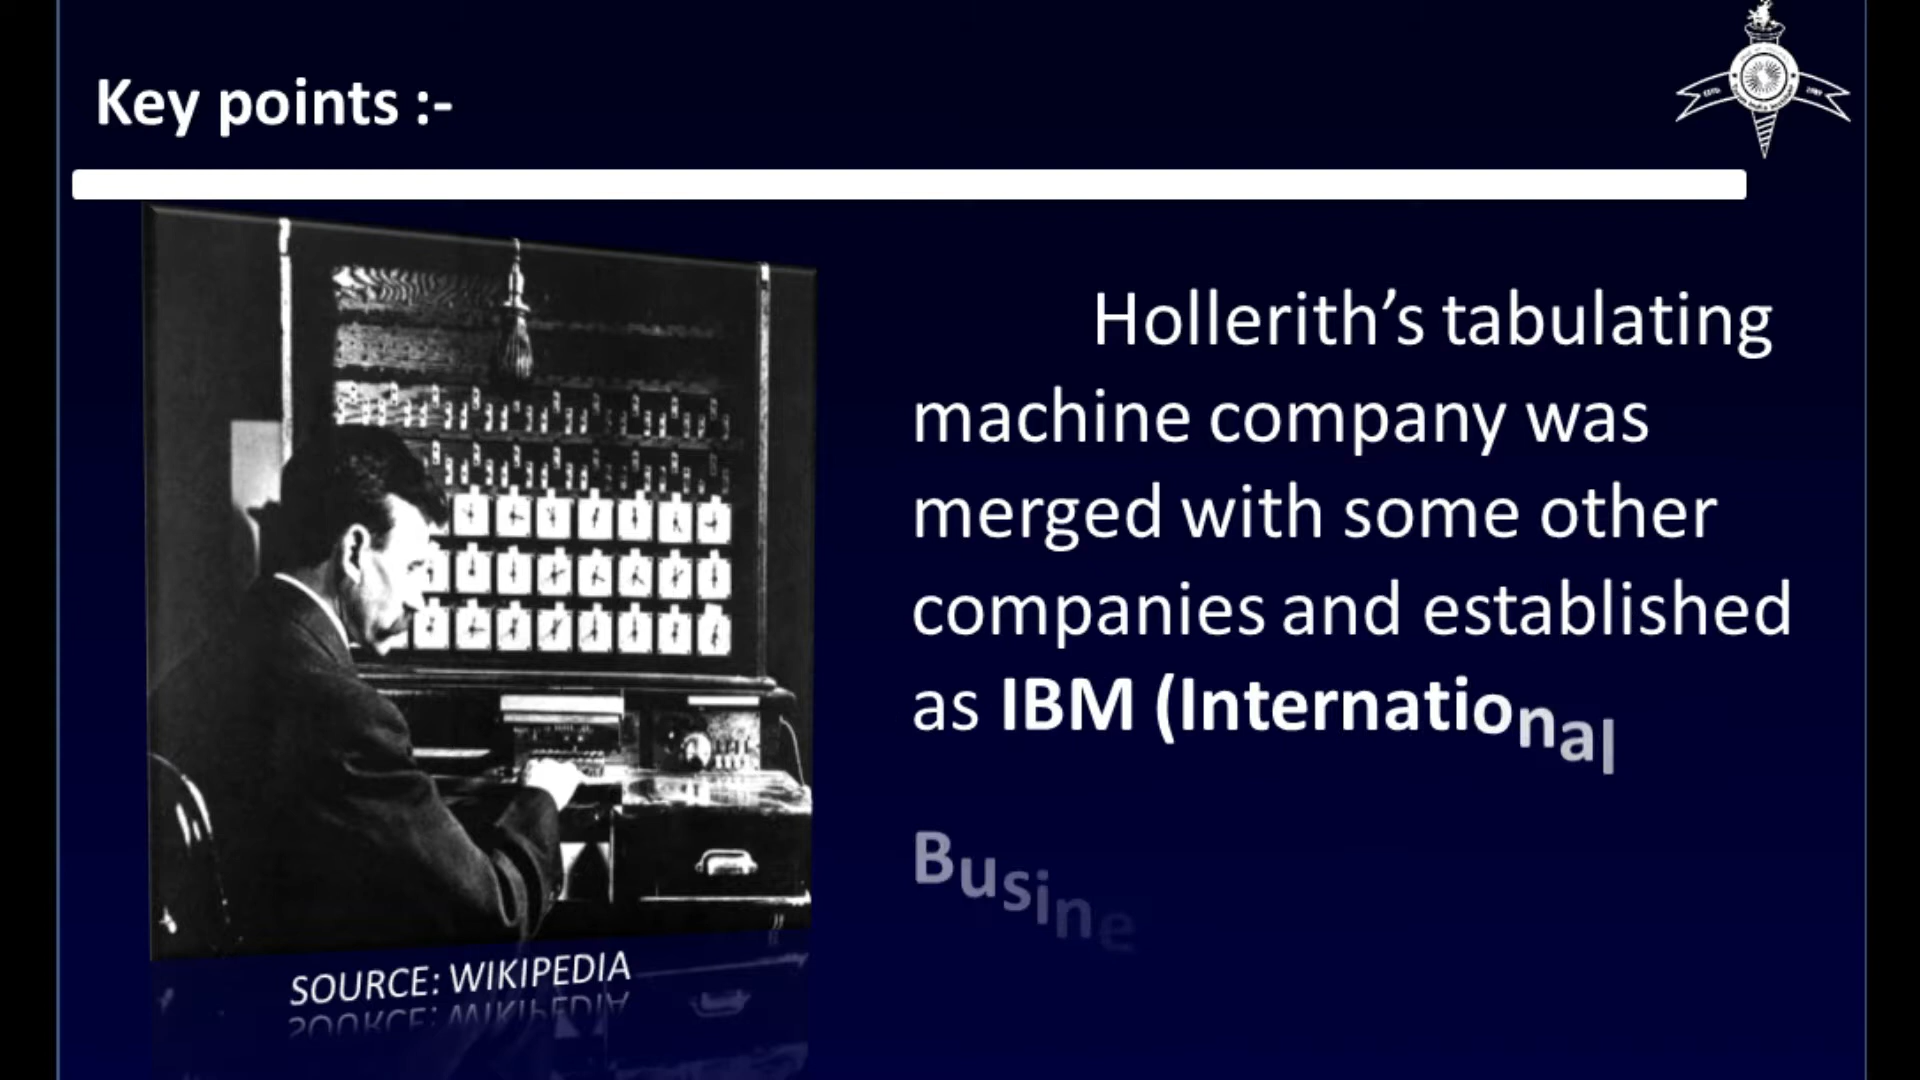 Key points :-
Hollerith’s tabulating
machine company was
merged with some other
companies and established
as IBM (International
Busine
SOURCE: WIKIPEDIA